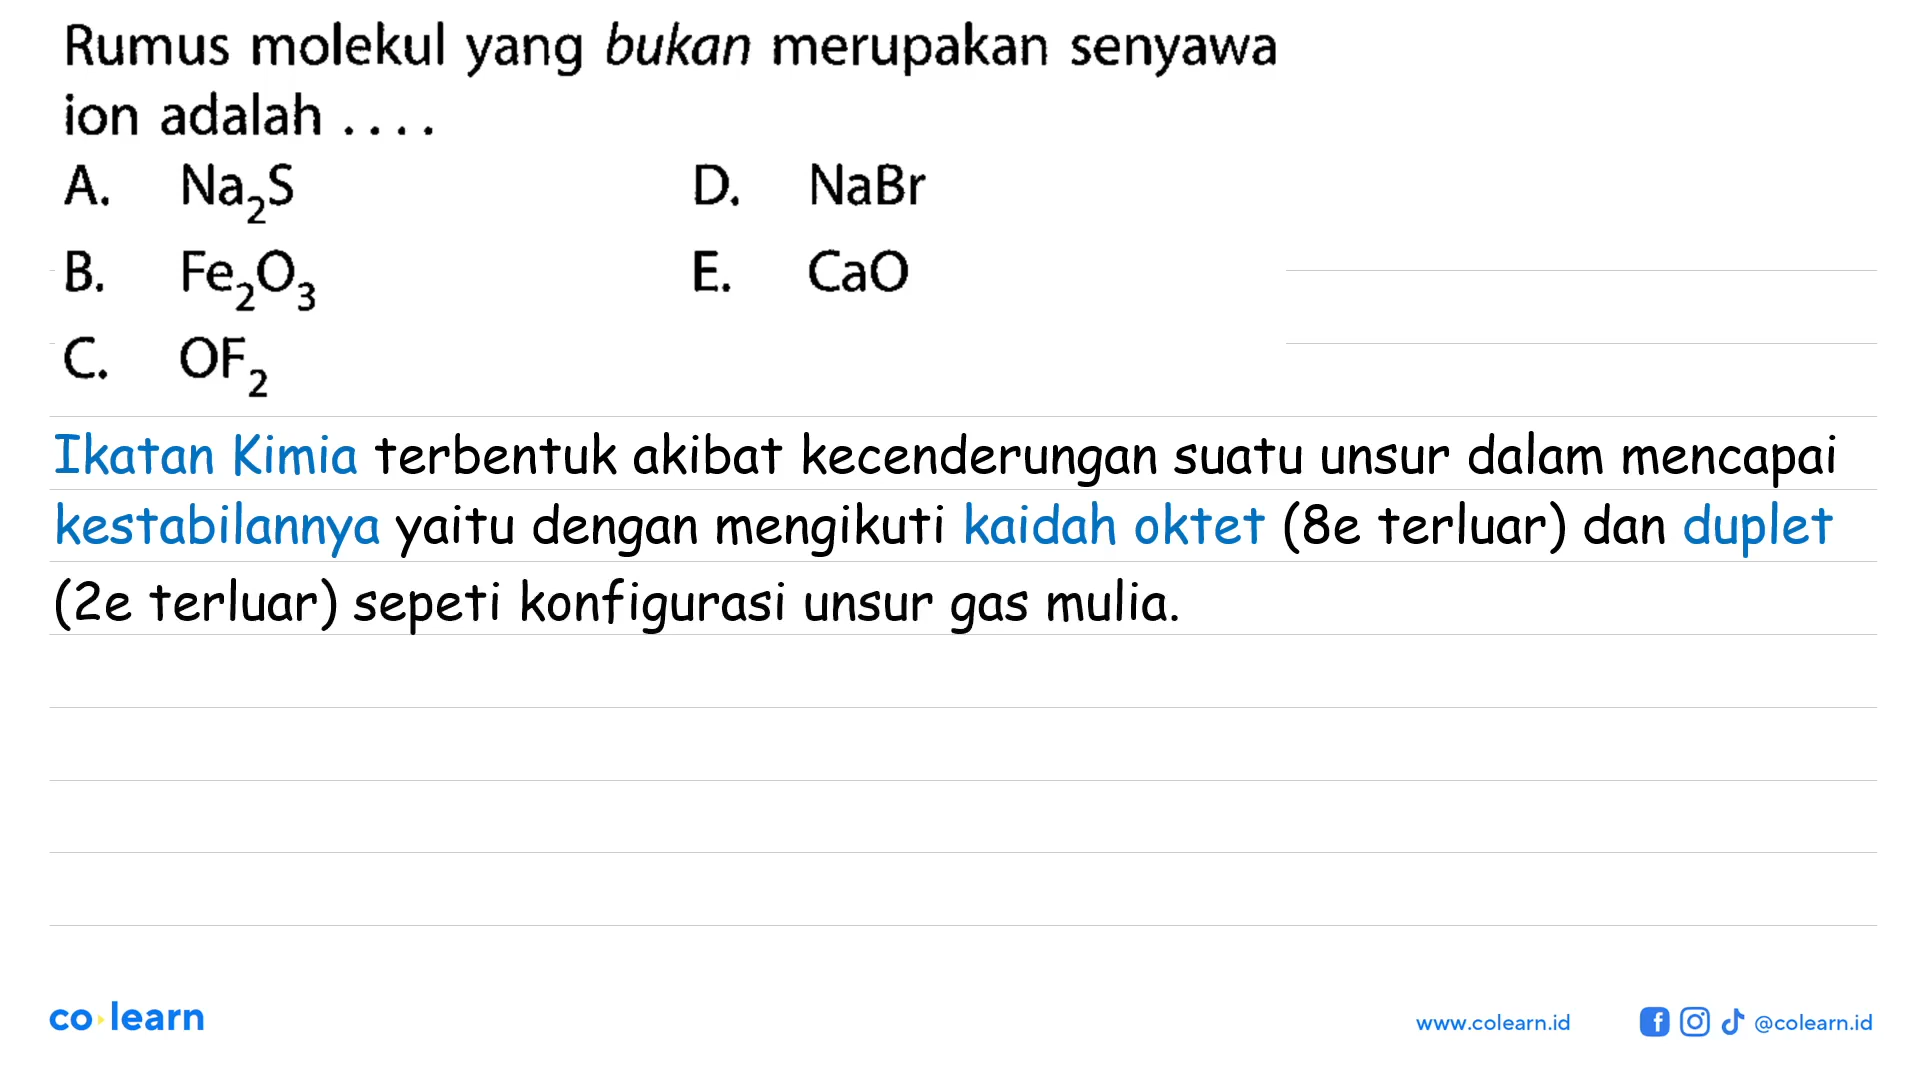 Rumus molekul yang bukan merupakan senyawa
ion adalah ....
A. Na₂S
D. NaBr
B. Fe₂O₃
E. CaO
C. OF₂
Ikatan Kimia terbentuk akibat kecenderungan suatu unsur dalam mencapai
kestabilannya yaitu dengan mengikuti kaidah oktet (8e terluar) dan duplet
(2e terluar) sepeti konfigurasi unsur gas mulia.
co learn
www.colearn.id
@colearn.id